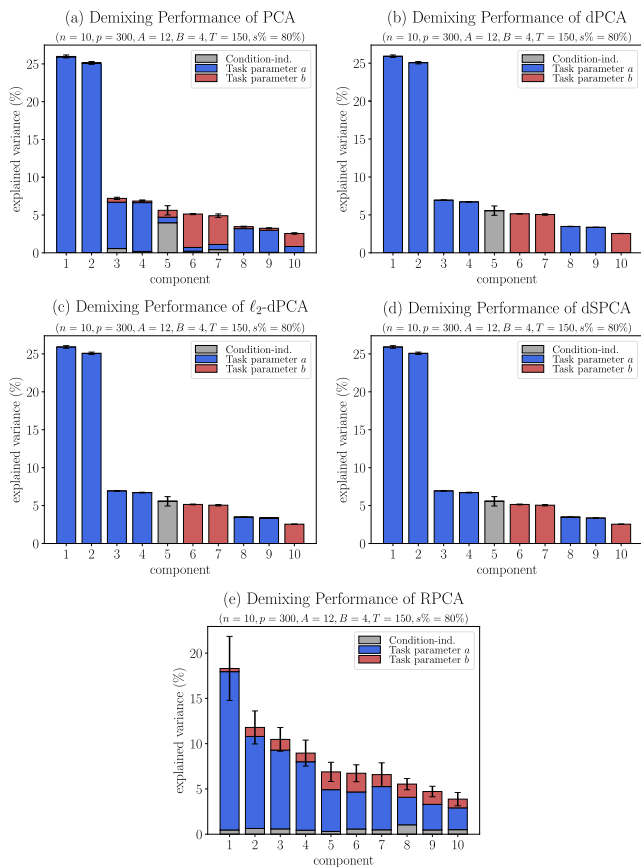 (a) Demixing Performance of PCA
(n = 10, p = 300, A = 12, B = 4, T = 150, s% = 80%)
Condition-ind.
Task parameter a
Task parameter b
explained variance (%)
25
20
15
10
5
0
1 2 3 4 5 6 7 8 9 10
component
(b) Demixing Performance of dPCA
(n = 10, p = 300, A = 12, B = 4, T = 150, s% = 80%)
Condition-ind.
Task parameter a
Task parameter b
explained variance (%)
25
20
15
10
5
0
1 2 3 4 5 6 7 8 9 10
component
(c) Demixing Performance of ℓ₂-dPCA
(n = 10, p = 300, A = 12, B = 4, T = 150, s% = 80%)
Condition-ind.
Task parameter a
Task parameter b
explained variance (%)
25
20
15
10
5
0
1 2 3 4 5 6 7 8 9 10
component
(d) Demixing Performance of dSPCA
(n = 10, p = 300, A = 12, B = 4, T = 150, s% = 80%)
Condition-ind.
Task parameter a
Task parameter b
explained variance (%)
25
20
15
10
5
0
1 2 3 4 5 6 7 8 9 10
component
(e) Demixing Performance of RPCA
(n = 10, p = 300, A = 12, B = 4, T = 150, s% = 80%)
Condition-ind.
Task parameter a
Task parameter b
explained variance (%)
20
15
10
5
0
1 2 3 4 5 6 7 8 9 10
component